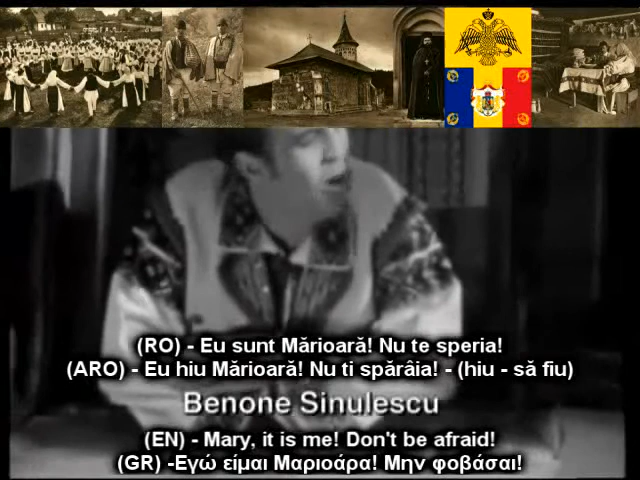 (RO) - Eu sunt Mărioară! Nu te speria!
(ARO) - Eu hiu Mărioară! Nu ti spărâia! - (hiu - să fiu)
Benone Sinulescu
(EN) - Mary, it is me! Don't be afraid!
(GR) -Εγώ είμαι Μαριοάρα! Μην φοβάσαι!